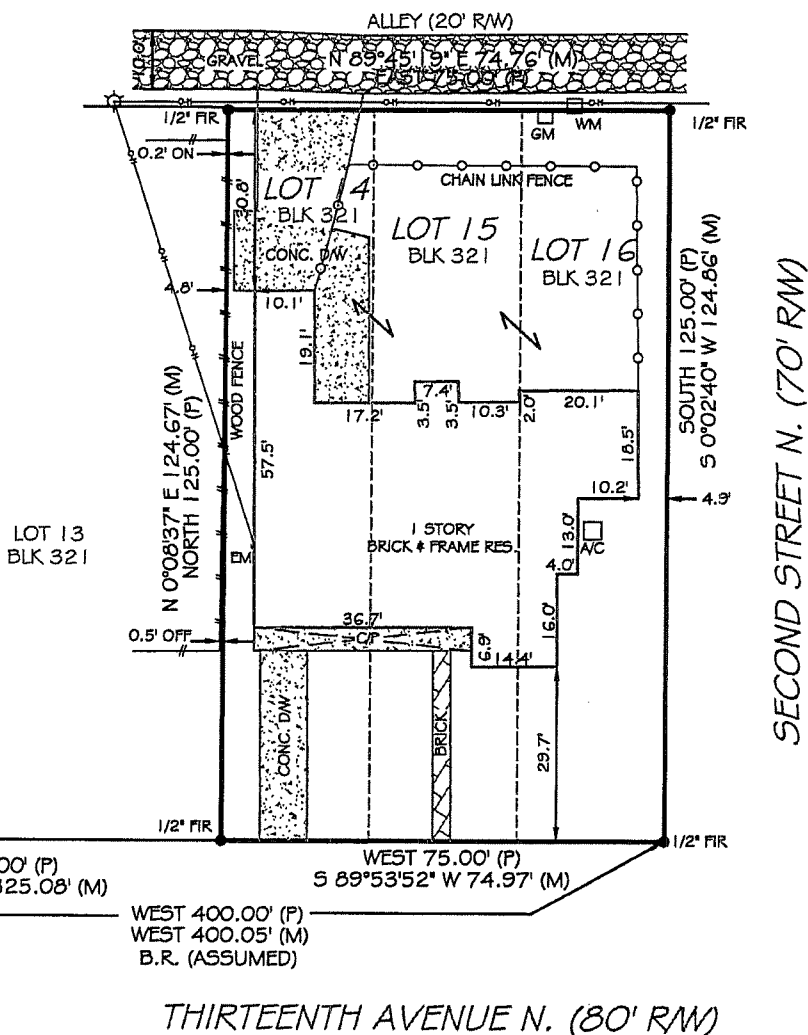 ALLEY (20' R/W)
GRAVEL
N 89°45'19" E 74.76' (M)
EAST 75.00' (P)
1/2" FIR
GM
WM
1/2" FIR
0.2' ON
CHAIN LINK FENCE
30.8'
LOT 14
BLK 321
LOT 15
BLK 321
LOT 16
BLK 321
CONC. D/W
4.8'
10.1'
19.1'
SOUTH 125.00' (P)
S 0°02'40" W 124.86' (M)
SECOND STREET N. (70' R/W)
WOOD FENCE
N 0°08'37" E 124.67' (M)
NORTH 125.00' (P)
57.5'
17.2'
3.5'
7.4'
3.5'
10.3'
2.0'
20.1'
18.5'
10.2'
4.9'
LOT 13
BLK 321
1 STORY
BRICK & FRAME RES.
13.0'
A/C
EM
4.0'
16.0'
0.5' OFF
36.7'
C/P
6.9'
14.4'
CONC. D/W
BRICK
29.7'
1/2" FIR
1/2" FIR
WEST 75.00' (P)
S 89°53'52" W 74.97' (M)
00' (P)
325.08' (M)
WEST 400.00' (P)
WEST 400.05' (M)
B.R. (ASSUMED)
THIRTEENTH AVENUE N. (80' R/W)